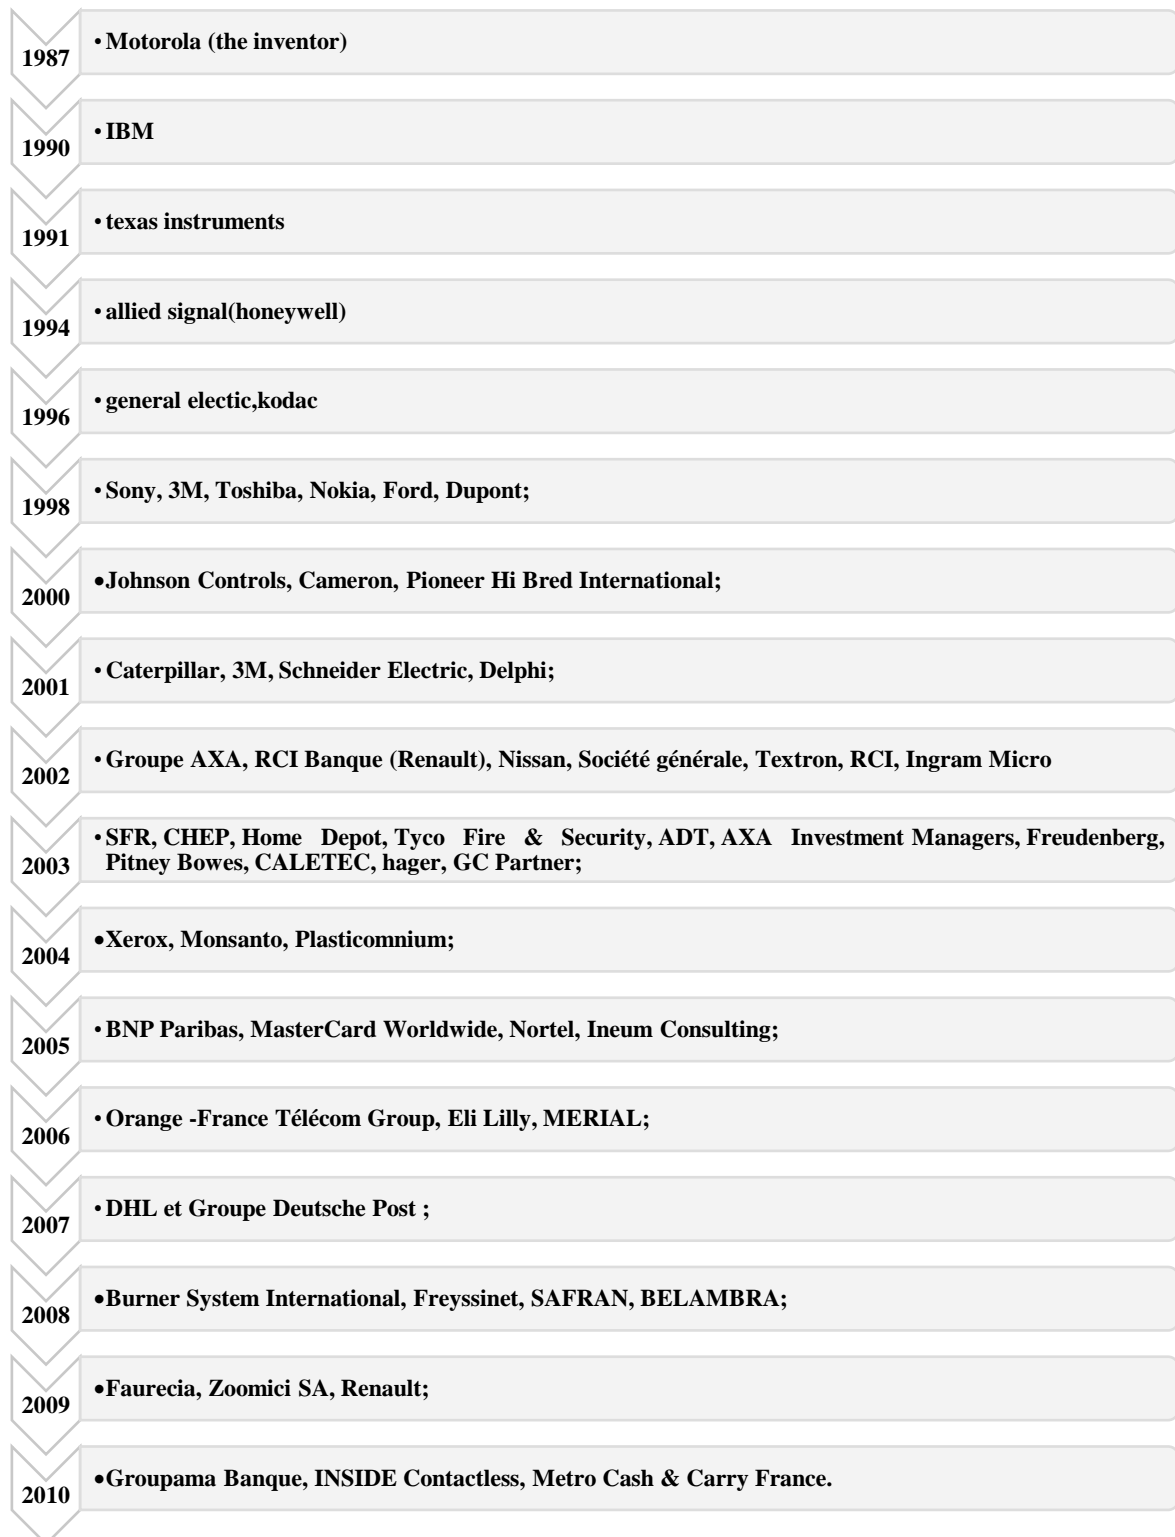 1987
• Motorola (the inventor)
1990
• IBM
1991
• texas instruments
1994
• allied signal(honeywell)
1996
• general electic,kodac
1998
• Sony, 3M, Toshiba, Nokia, Ford, Dupont;
2000
•Johnson Controls, Cameron, Pioneer Hi Bred International;
2001
• Caterpillar, 3M, Schneider Electric, Delphi;
2002
• Groupe AXA, RCI Banque (Renault), Nissan, Société générale, Textron, RCI, Ingram Micro
2003
• SFR, CHEP, Home Depot, Tyco Fire & Security, ADT, AXA Investment Managers, Freudenberg,
Pitney Bowes, CALETEC, hager, GC Partner;
2004
•Xerox, Monsanto, Plasticomnium;
2005
• BNP Paribas, MasterCard Worldwide, Nortel, Ineum Consulting;
2006
• Orange -France Télécom Group, Eli Lilly, MERIAL;
2007
• DHL et Groupe Deutsche Post ;
2008
•Burner System International, Freyssinet, SAFRAN, BELAMBRA;
2009
•Faurecia, Zoomici SA, Renault;
2010
•Groupama Banque, INSIDE Contactless, Metro Cash & Carry France.